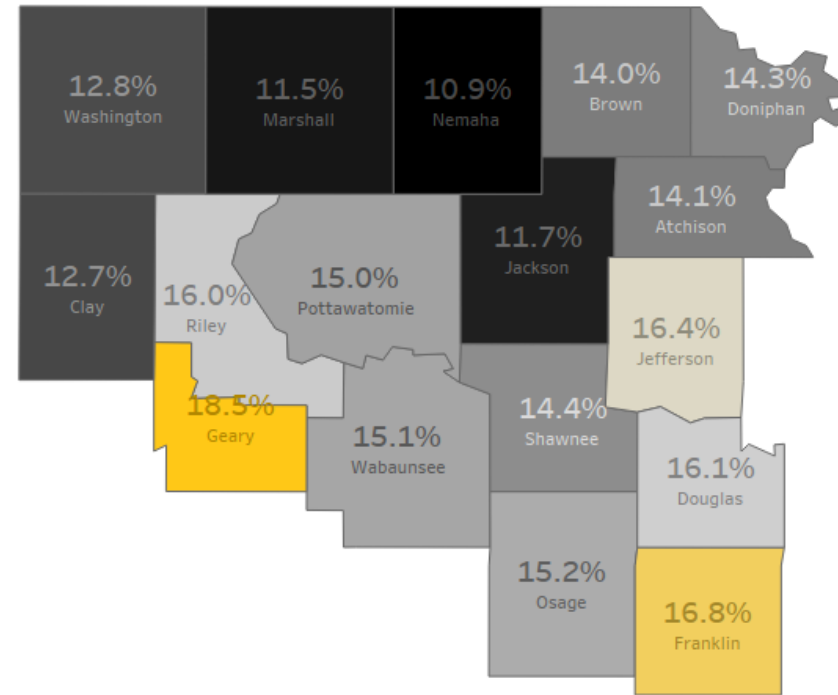 12.8%
Washington
11.5%
Marshall
10.9%
Nemaha
14.0%
Brown
14.3%
Doniphan
14.1%
Atchison
12.7%
Clay
16.0%
Riley
15.0%
Pottawatomie
11.7%
Jackson
16.4%
Jefferson
18.5%
Geary
15.1%
Wabaunsee
14.4%
Shawnee
16.1%
Douglas
15.2%
Osage
16.8%
Franklin